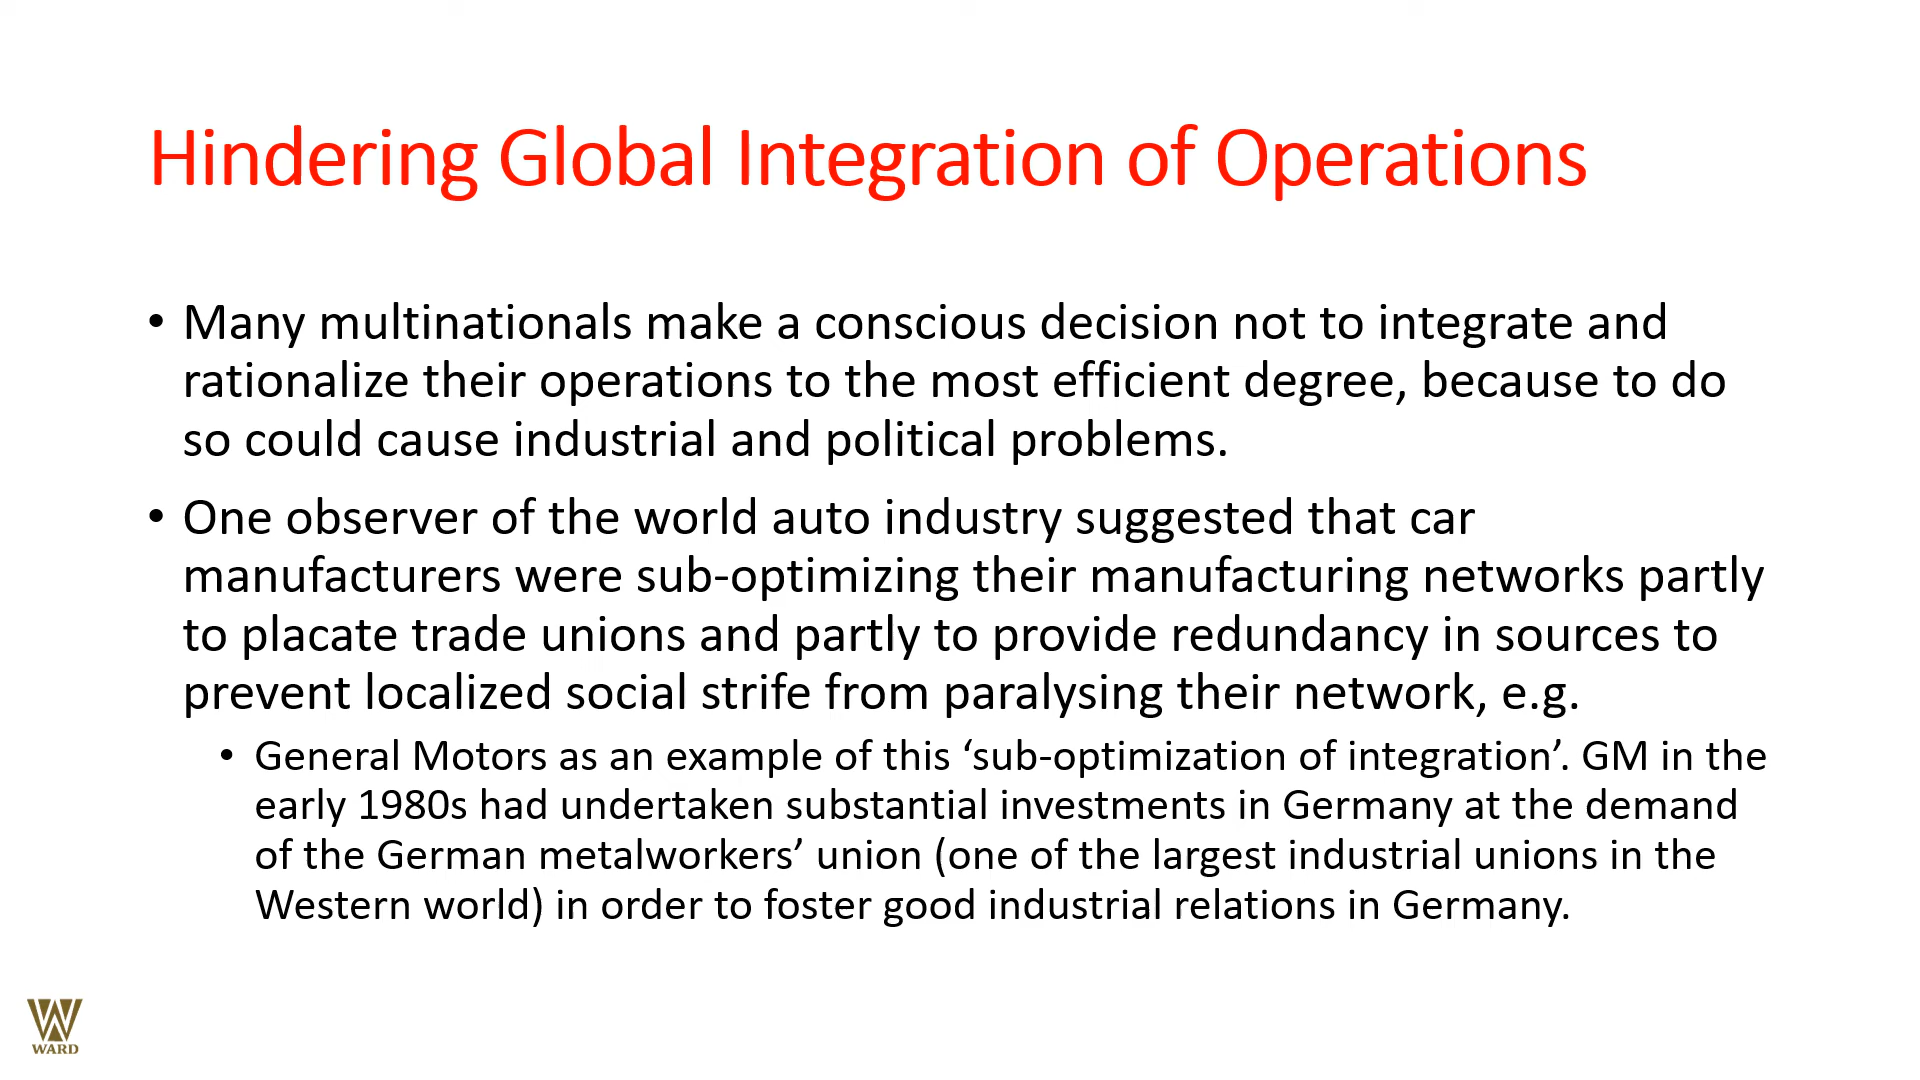 Hindering Global Integration of Operations
• Many multinationals make a conscious decision not to integrate and
rationalize their operations to the most efficient degree, because to do
so could cause industrial and political problems.
• One observer of the world auto industry suggested that car
manufacturers were sub-optimizing their manufacturing networks partly
to placate trade unions and partly to provide redundancy in sources to
prevent localized social strife from paralysing their network, e.g.
• General Motors as an example of this ‘sub-optimization of integration’. GM in the
early 1980s had undertaken substantial investments in Germany at the demand
of the German metalworkers’ union (one of the largest industrial unions in the
Western world) in order to foster good industrial relations in Germany.
WARD